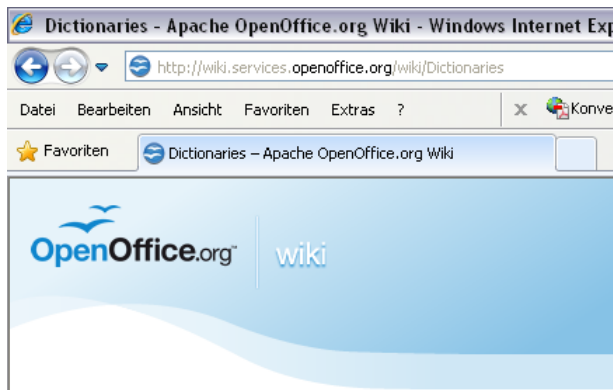 Dictionaries - Apache OpenOffice.org Wiki - Windows Internet Exp
http://wiki.services.openoffice.org/wiki/Dictionaries
Datei Bearbeiten Ansicht Favoriten Extras ? x Konve
Favoriten Dictionaries – Apache OpenOffice.org Wiki
OpenOffice.org™ wiki